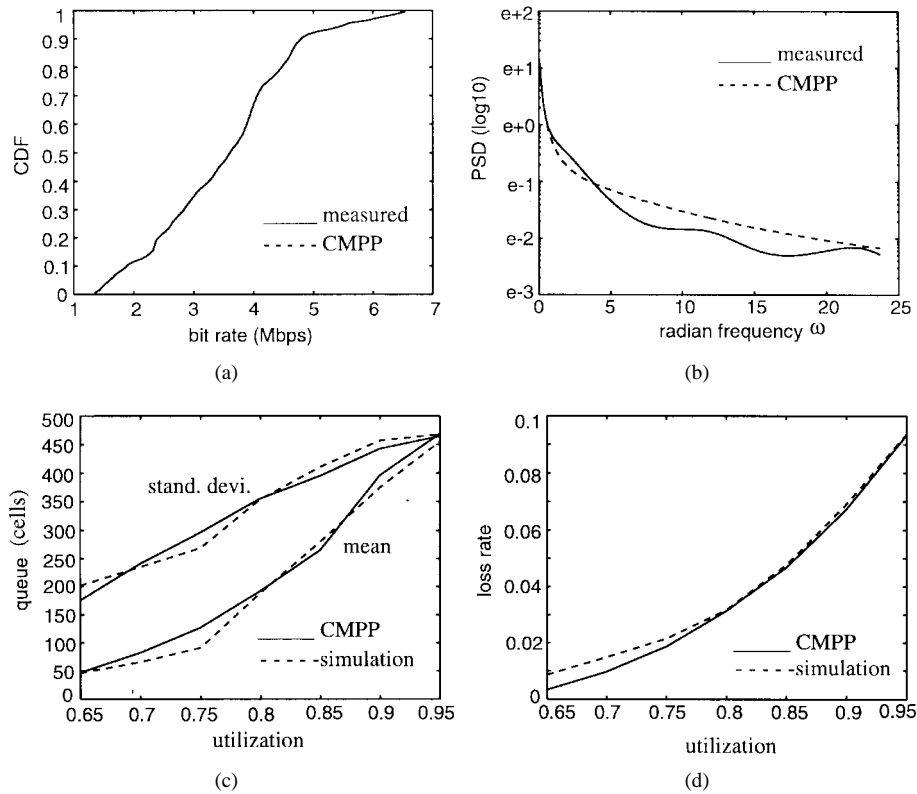 1
0.9
0.8
0.7
0.6
0.5
0.4
0.3
0.2
0.1
0
CDF
measured
CMPP
1 2 3 4 5 6 7
bit rate (Mbps)
(a)
e+2
e+1
e+0
e-1
e-2
e-3
PSD (log10)
measured
CMPP
0 5 10 15 20 25
radian frequency ω
(b)
500
450
400
350
300
250
200
150
100
50
0
queue (cells)
stand. devi.
mean
CMPP
simulation
0.65 0.7 0.75 0.8 0.85 0.9 0.95
utilization
(c)
0.1
0.08
0.06
0.04
0.02
0
loss rate
CMPP
simulation
0.65 0.7 0.75 0.8 0.85 0.9 0.95
utilization
(d)